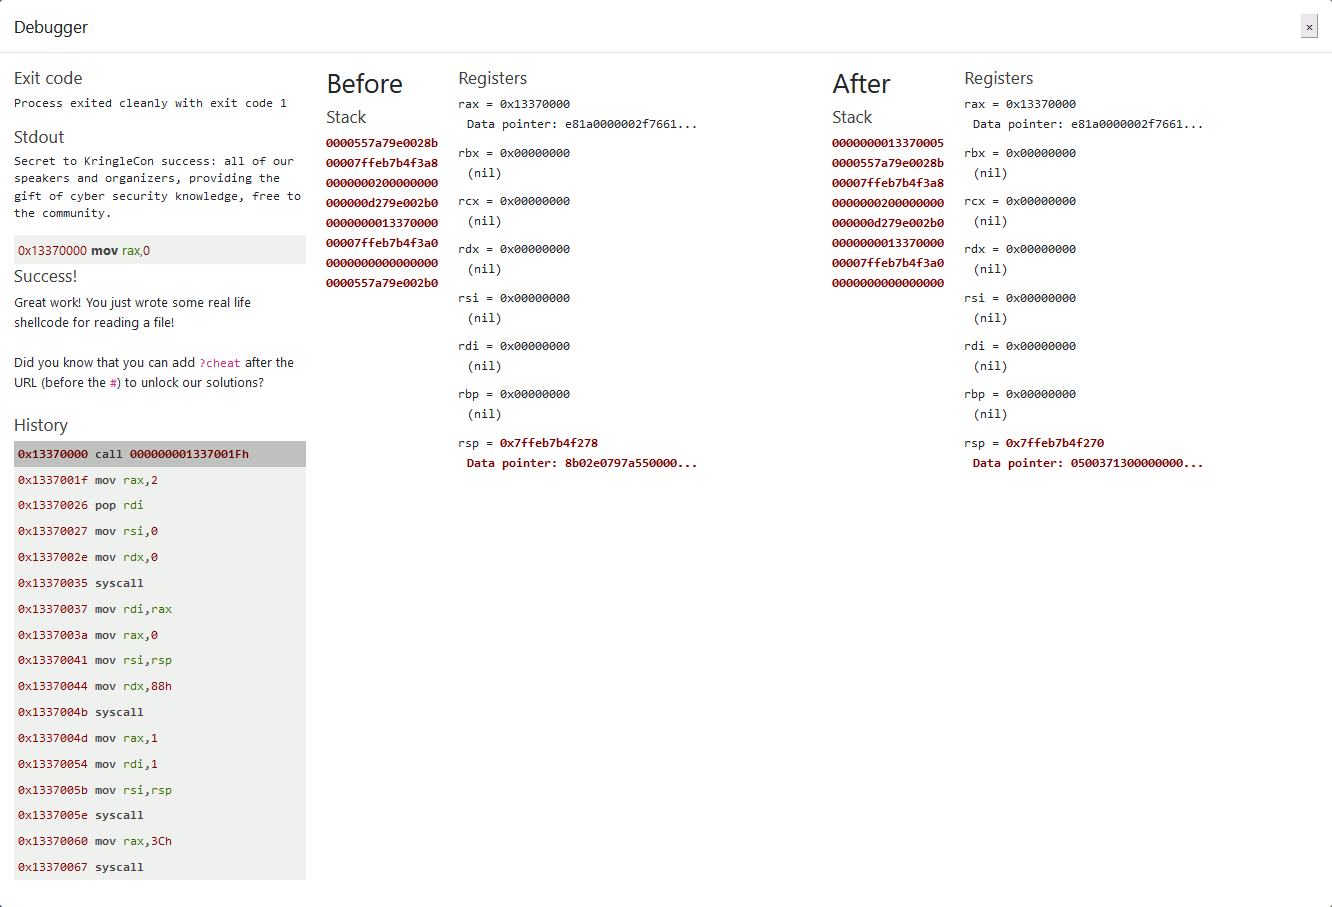 Debugger
×
Exit code
Process exited cleanly with exit code 1
Stdout
Secret to KringleCon success: all of our
speakers and organizers, providing the
gift of cyber security knowledge, free to
the community.
0x13370000 mov rax,0
Success!
Great work! You just wrote some real life
shellcode for reading a file!
Did you know that you can add ?cheat after the
URL (before the #) to unlock our solutions?
History
0x13370000 call 000000001337001Fh
0x1337001f mov rax,2
0x13370026 pop rdi
0x13370027 mov rsi,0
0x1337002e mov rdx,0
0x13370035 syscall
0x13370037 mov rdi,rax
0x1337003a mov rax,0
0x13370041 mov rsi,rsp
0x13370044 mov rdx,88h
0x1337004b syscall
0x1337004d mov rax,1
0x13370054 mov rdi,1
0x1337005b mov rsi,rsp
0x1337005e syscall
0x13370060 mov rax,3Ch
0x13370067 syscall
Before
Stack
0000557a79e0028b
00007ffeb7b4f3a8
0000000200000000
000000d279e002b0
0000000013370000
00007ffeb7b4f3a0
0000000000000000
0000557a79e002b0
Registers
rax = 0x13370000
Data pointer: e81a0000002f7661...
rbx = 0x00000000
(nil)
rcx = 0x00000000
(nil)
rdx = 0x00000000
(nil)
rsi = 0x00000000
(nil)
rdi = 0x00000000
(nil)
rbp = 0x00000000
(nil)
rsp = 0x7ffeb7b4f278
Data pointer: 8b02e0797a550000...
After
Stack
0000000013370005
0000557a79e0028b
00007ffeb7b4f3a8
0000000200000000
000000d279e002b0
0000000013370000
00007ffeb7b4f3a0
0000000000000000
Registers
rax = 0x13370000
Data pointer: e81a0000002f7661...
rbx = 0x00000000
(nil)
rcx = 0x00000000
(nil)
rdx = 0x00000000
(nil)
rsi = 0x00000000
(nil)
rdi = 0x00000000
(nil)
rbp = 0x00000000
(nil)
rsp = 0x7ffeb7b4f270
Data pointer: 0500371300000000...